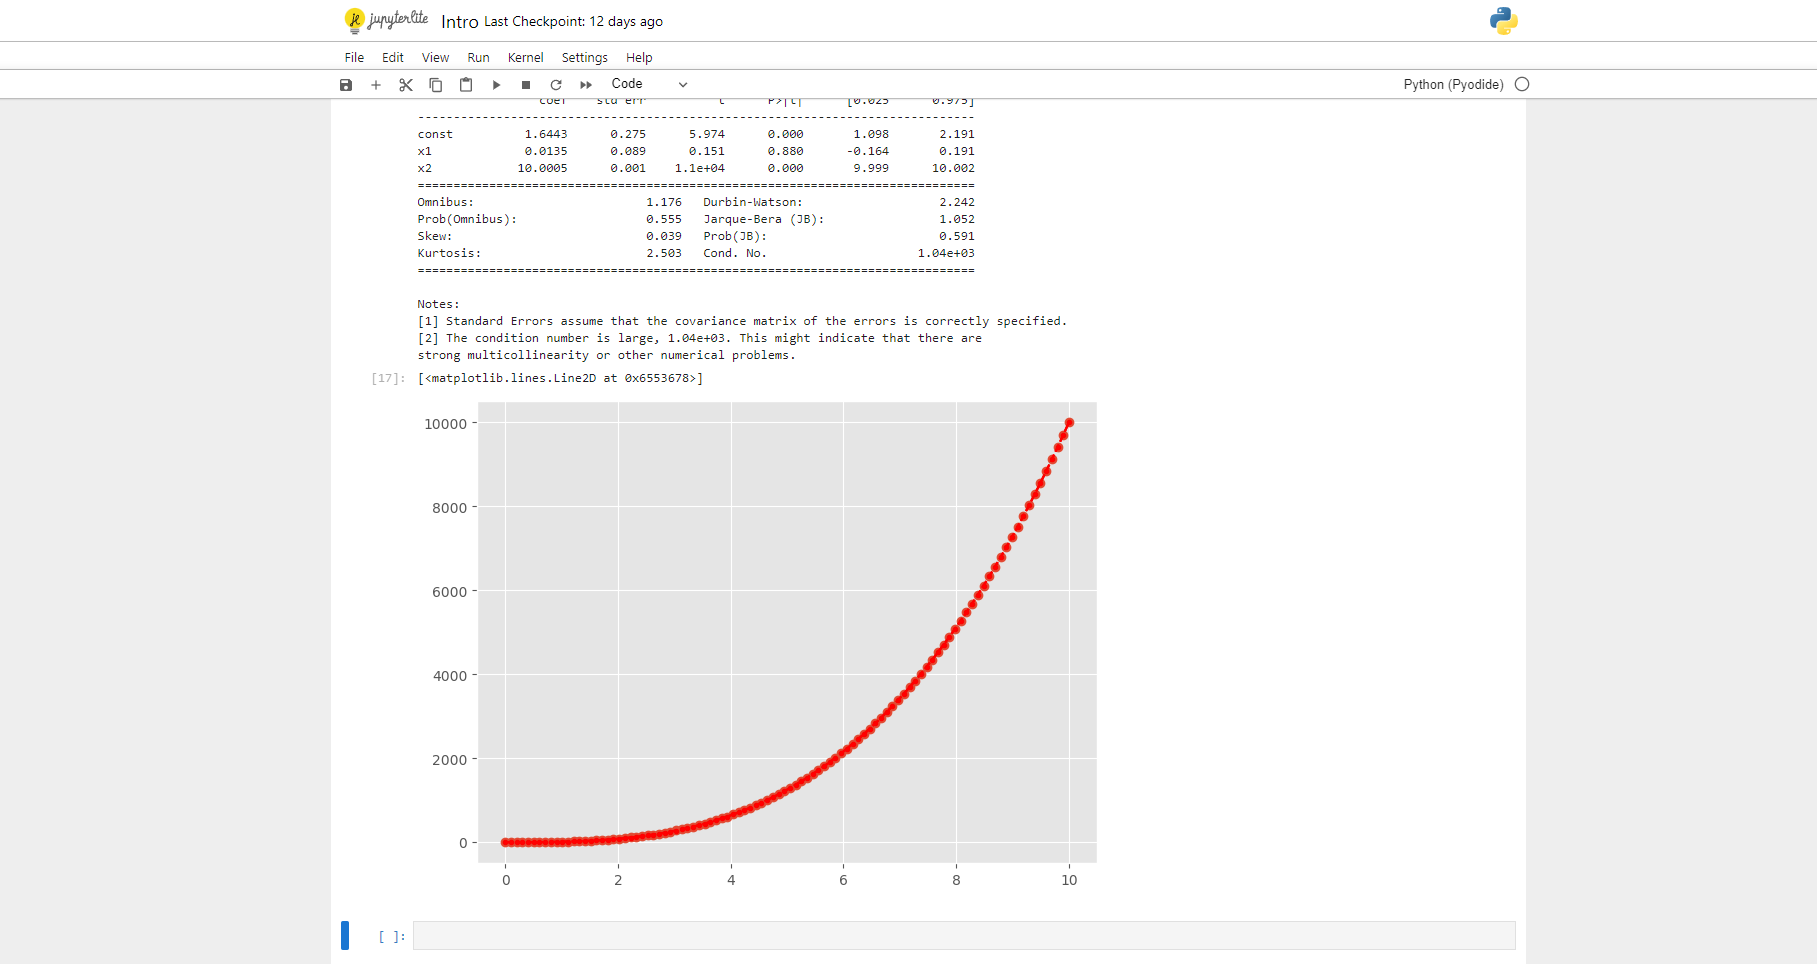 jupyterlite Intro Last Checkpoint: 12 days ago
File Edit View Run Kernel Settings Help
Code Python (Pyodide)
coef std err t P>|t| [0.025 0.975]
------------------------------------------------------------------------------
const 1.6443 0.275 5.974 0.000 1.098 2.191
x1 0.0135 0.089 0.151 0.880 -0.164 0.191
x2 10.0005 0.001 1.1e+04 0.000 9.999 10.002
==============================================================================
Omnibus: 1.176 Durbin-Watson: 2.242
Prob(Omnibus): 0.555 Jarque-Bera (JB): 1.052
Skew: 0.039 Prob(JB): 0.591
Kurtosis: 2.503 Cond. No. 1.04e+03
==============================================================================
Notes:
[1] Standard Errors assume that the covariance matrix of the errors is correctly specified.
[2] The condition number is large, 1.04e+03. This might indicate that there are
strong multicollinearity or other numerical problems.
[17]: [<matplotlib.lines.Line2D at 0x6553678>]
10000
8000
6000
4000
2000
0
0 2 4 6 8 10
[ ]: